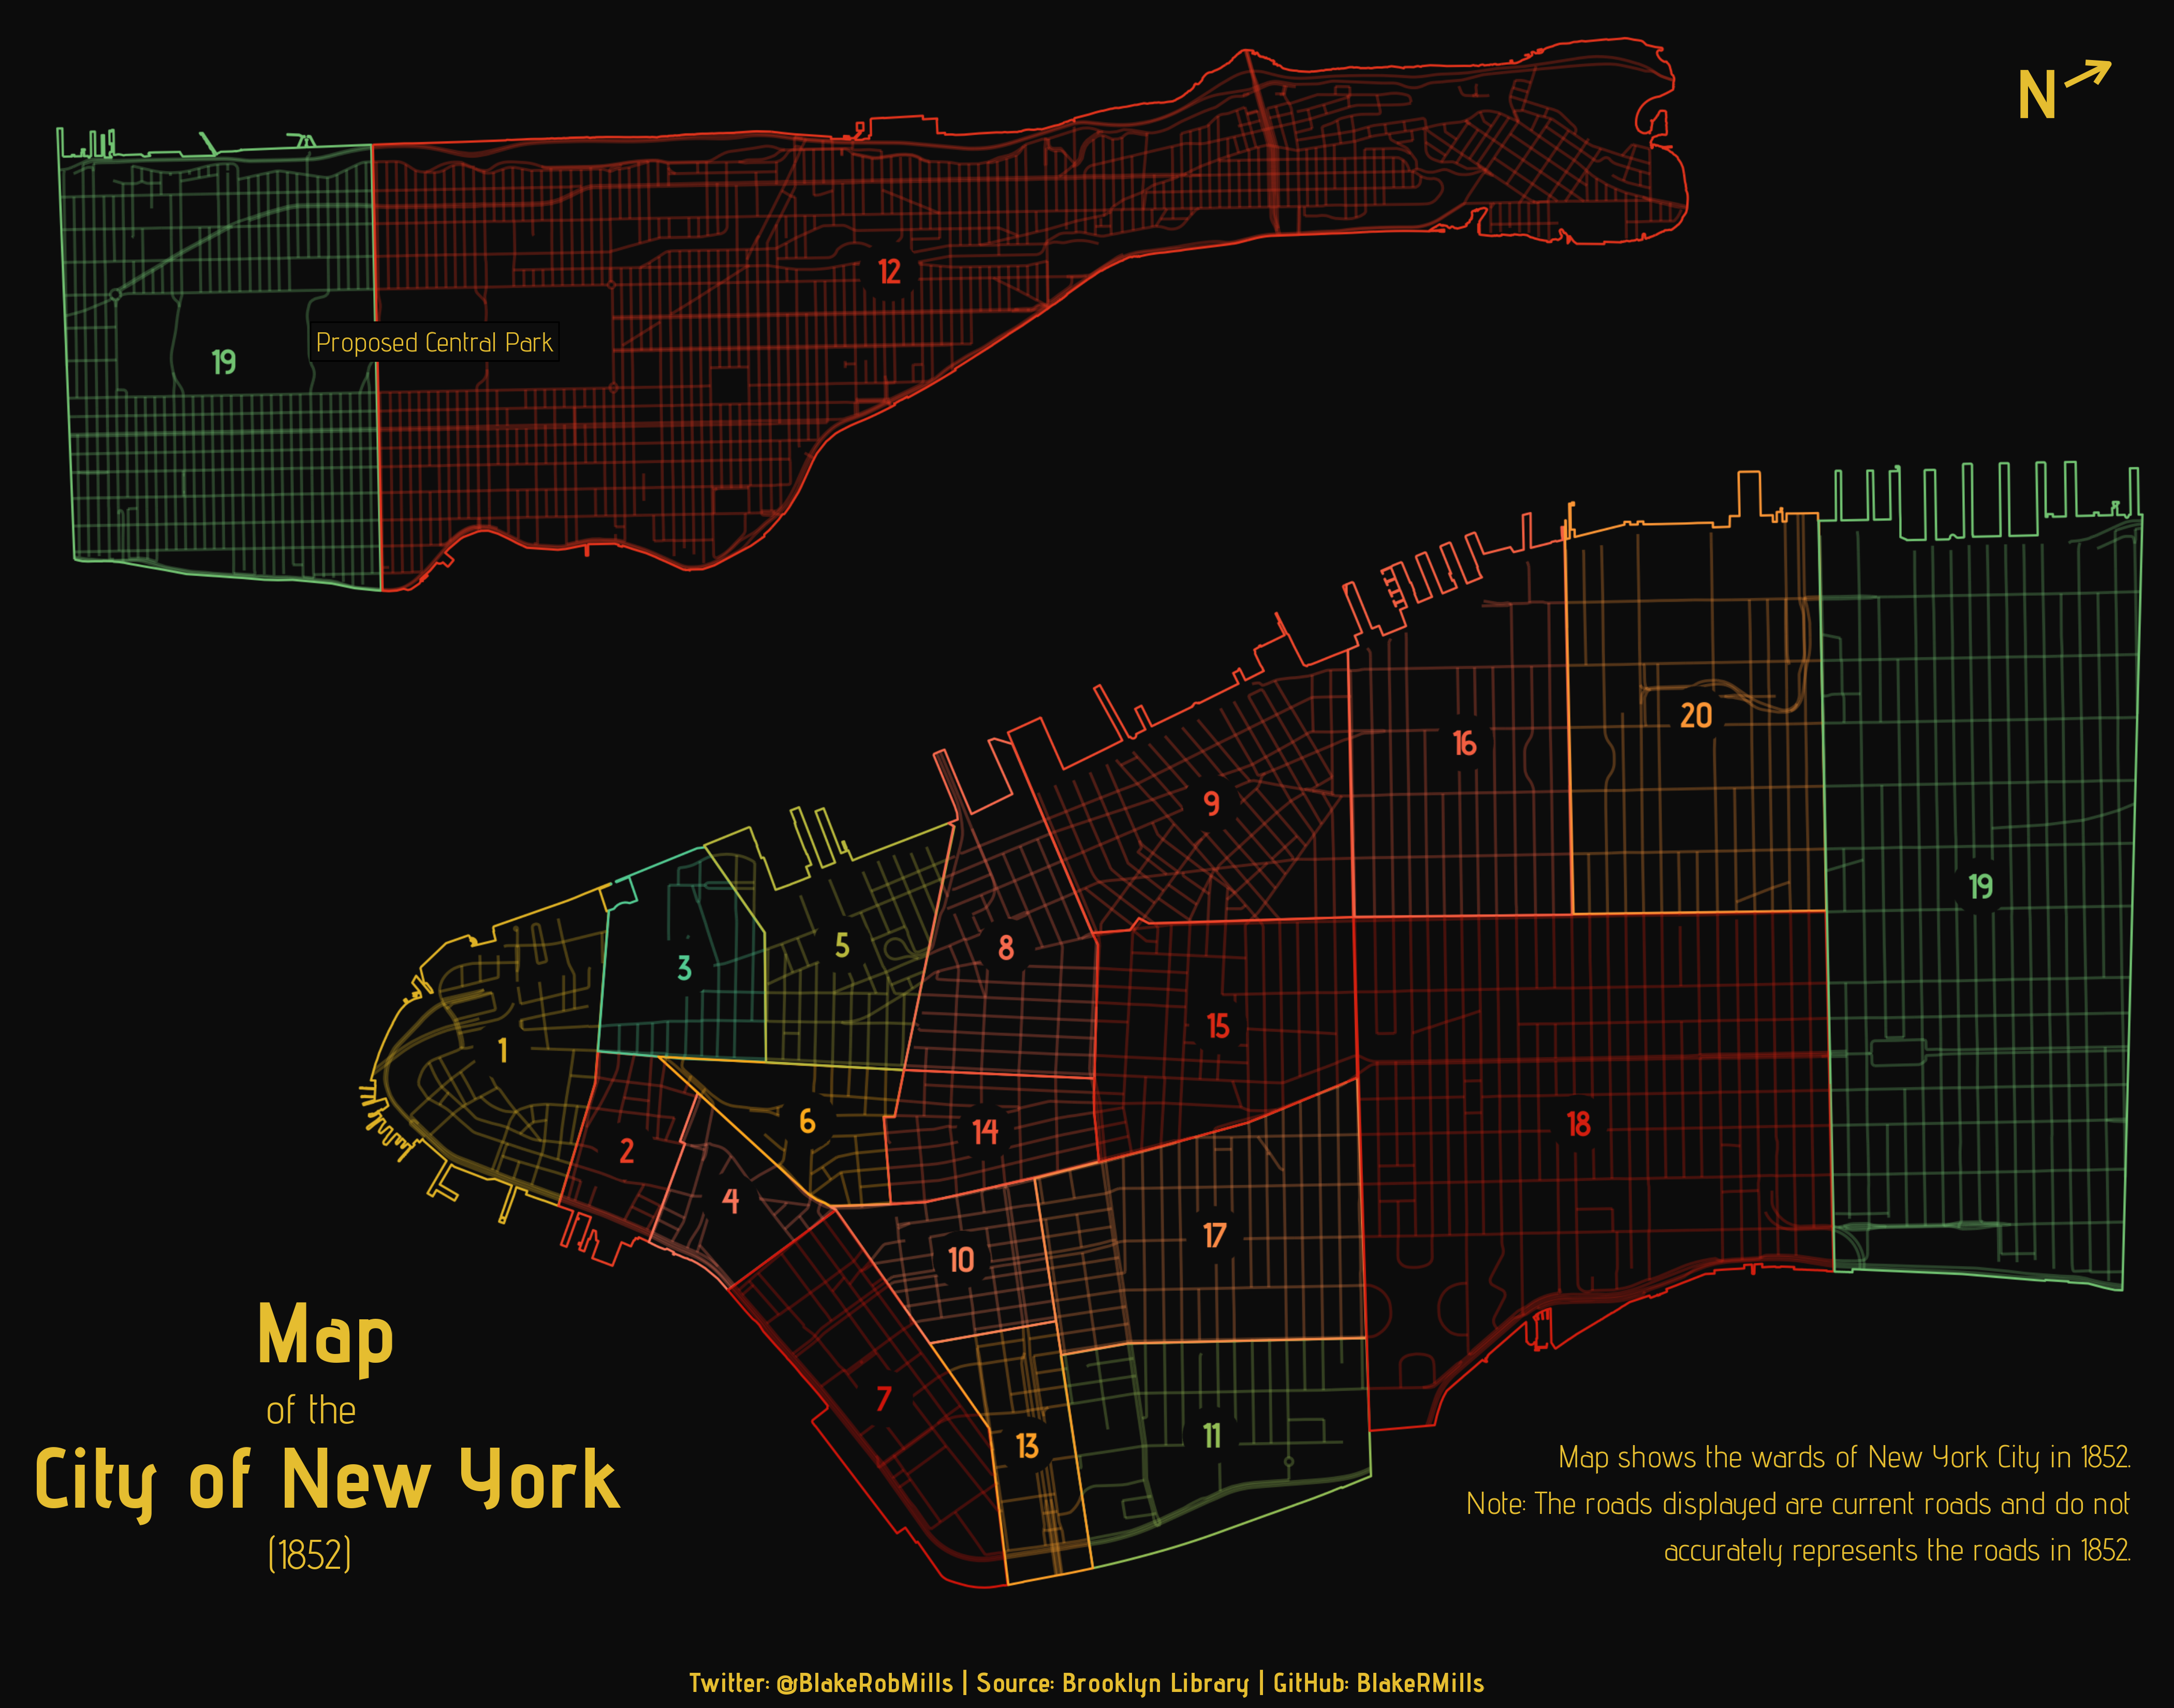 N
12
Proposed Central Park
19
20
16
9
19
5
8
3
15
1
6
14
18
2
4
17
10
7
11
13
Map
of the
City of New York
(1852)
Map shows the wards of New York City in 1852.
Note: The roads displayed are current roads and do not
accurately represents the roads in 1852.
Twitter: @BlakeRobMills | Source: Brooklyn Library | GitHub: BlakeRMills